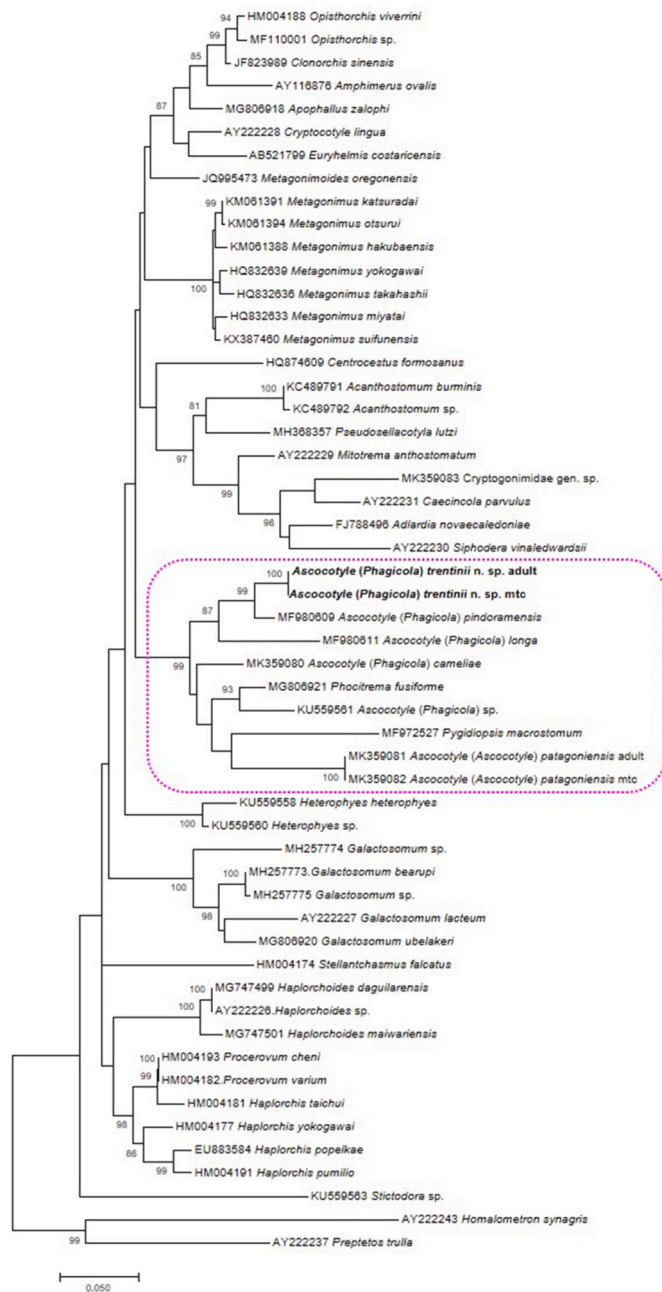 94
HM004188 Opisthorchis viverrini
99
MF110001 Opisthorchis sp.
JF823989 Clonorchis sinensis
85
AY116876 Amphimerus ovalis
87
MG806918 Apophallus zalophi
AY222228 Cryptocotyle lingua
AB521799 Euryhelmis costaricensis
JQ995473 Metagonimoides oregonensis
99
KM061391 Metagonimus katsuradai
KM061394 Metagonimus otsurui
KM061388 Metagonimus hakubaensis
HQ832639 Metagonimus yokogawai
100
HQ832636 Metagonimus takahashii
HQ832633 Metagonimus miyatai
KX387460 Metagonimus suifunensis
HQ874609 Centrocestus formosanus
100
KC489791 Acanthostomum burminis
81
KC489792 Acanthostomum sp.
MH368357 Pseudosellacotyla lutzi
97
AY222229 Mitotrema anthostomatum
99
MK359083 Cryptogonimidae gen. sp.
AY222231 Caecincola parvulus
96
FJ788496 Adlardia novaecaledoniae
AY222230 Siphodera vinaledwardsii
100
Ascocotyle (Phagicola) trentinii n. sp. adult
99
Ascocotyle (Phagicola) trentinii n. sp. mtc
87
MF980609 Ascocotyle (Phagicola) pindoramensis
MF980611 Ascocotyle (Phagicola) longa
99
MK359080 Ascocotyle (Phagicola) cameliae
93
MG806921 Phocitrema fusiforme
KU559561 Ascocotyle (Phagicola) sp.
MF972527 Pygidiopsis macrostomum
MK359081 Ascocotyle (Ascocotyle) patagoniensis adult
100
MK359082 Ascocotyle (Ascocotyle) patagoniensis mtc
KU559558 Heterophyes heterophyes
100
KU559560 Heterophyes sp.
MH257774 Galactosomum sp.
100
MH257773.Galactosomum bearupi
MH257775 Galactosomum sp.
98
AY222227 Galactosomum lacteum
MG806920 Galactosomum ubelakeri
HM004174 Stellantchasmus falcatus
100
MG747499 Haplorchoides daguilarensis
100
AY222226.Haplorchoides sp.
MG747501 Haplorchoides maiwariensis
100
HM004193 Procerovum cheni
99
HM004182.Procerovum varium
HM004181 Haplorchis taichui
98
HM004177 Haplorchis yokogawai
86
EU883584 Haplorchis popelkae
99
HM004191 Haplorchis pumilio
KU559563 Stictodora sp.
AY222243 Homalometron synagris
99
AY222237 Preptetos trulla
0,050